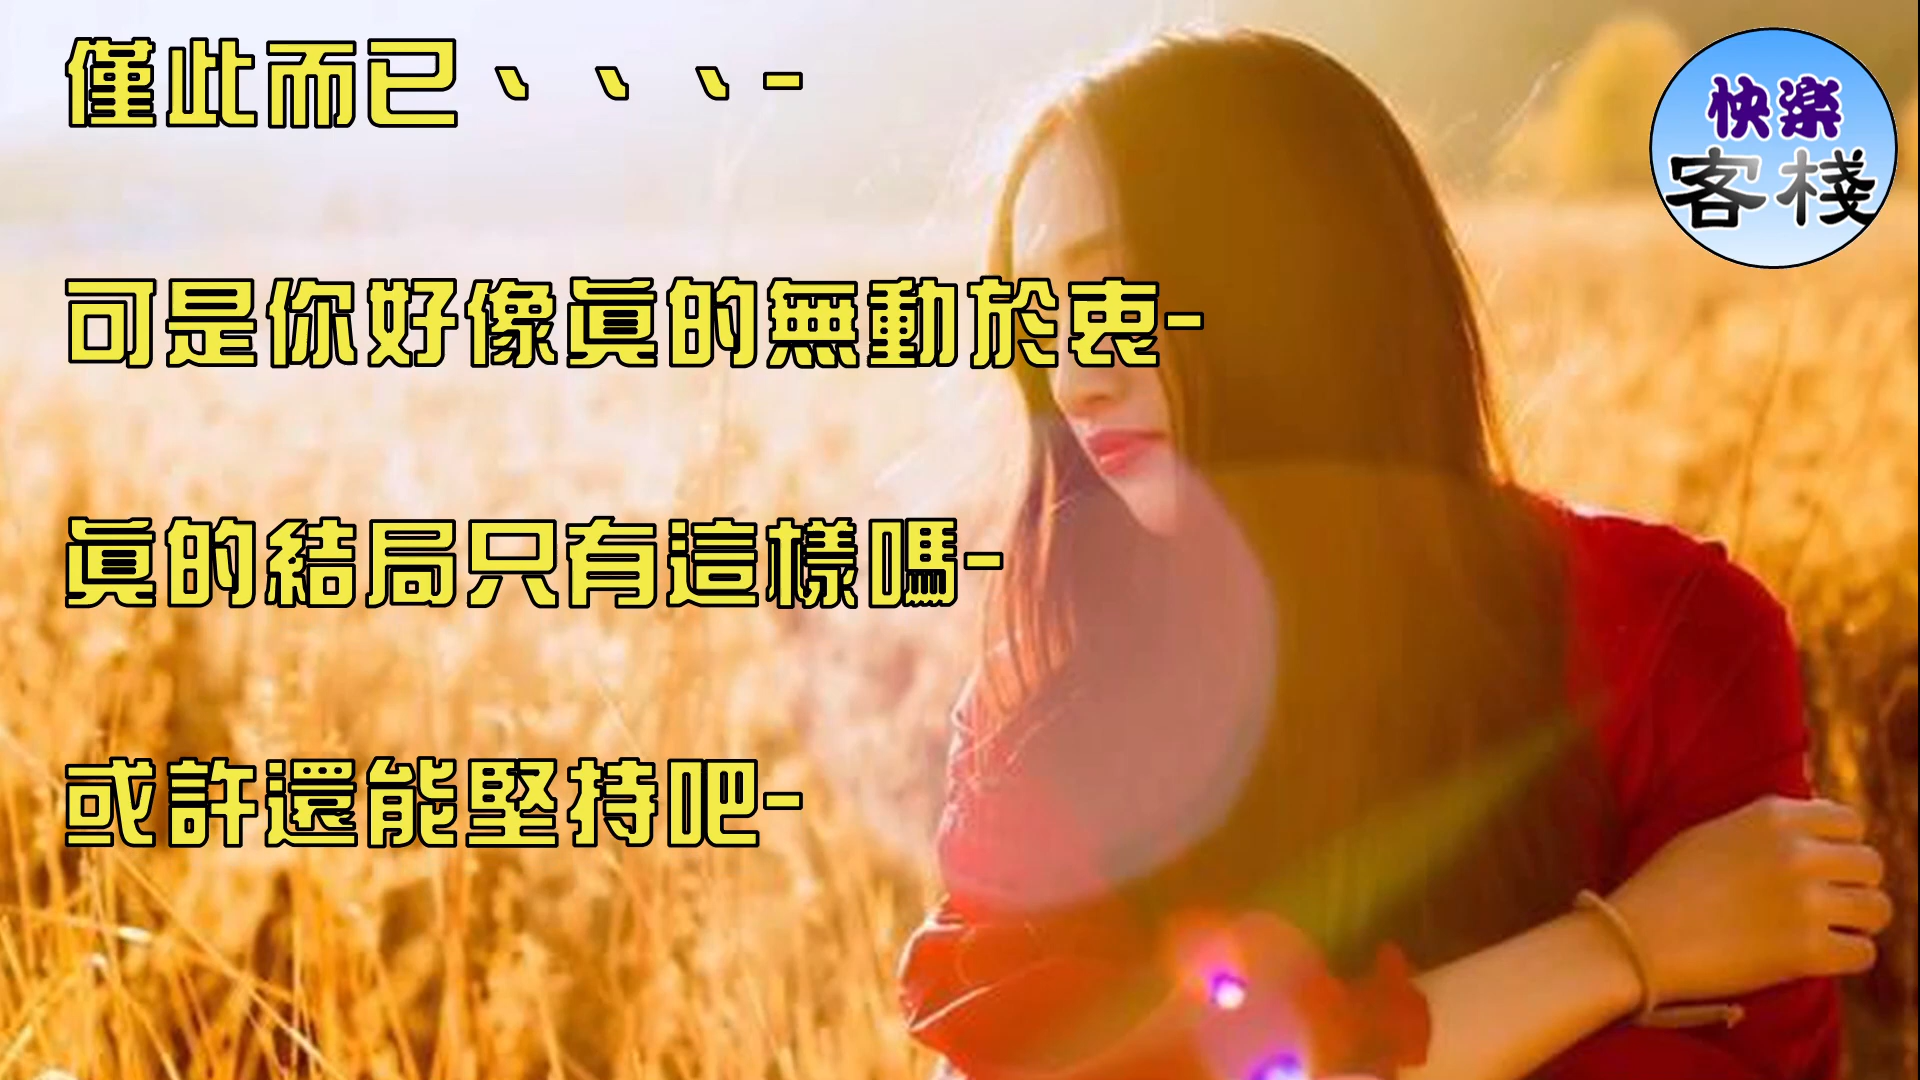 僅此而已、、、-
快樂
客棧
可是你好像真的無動於衷-
真的結局只有這樣嗎-
或許還能堅持吧-